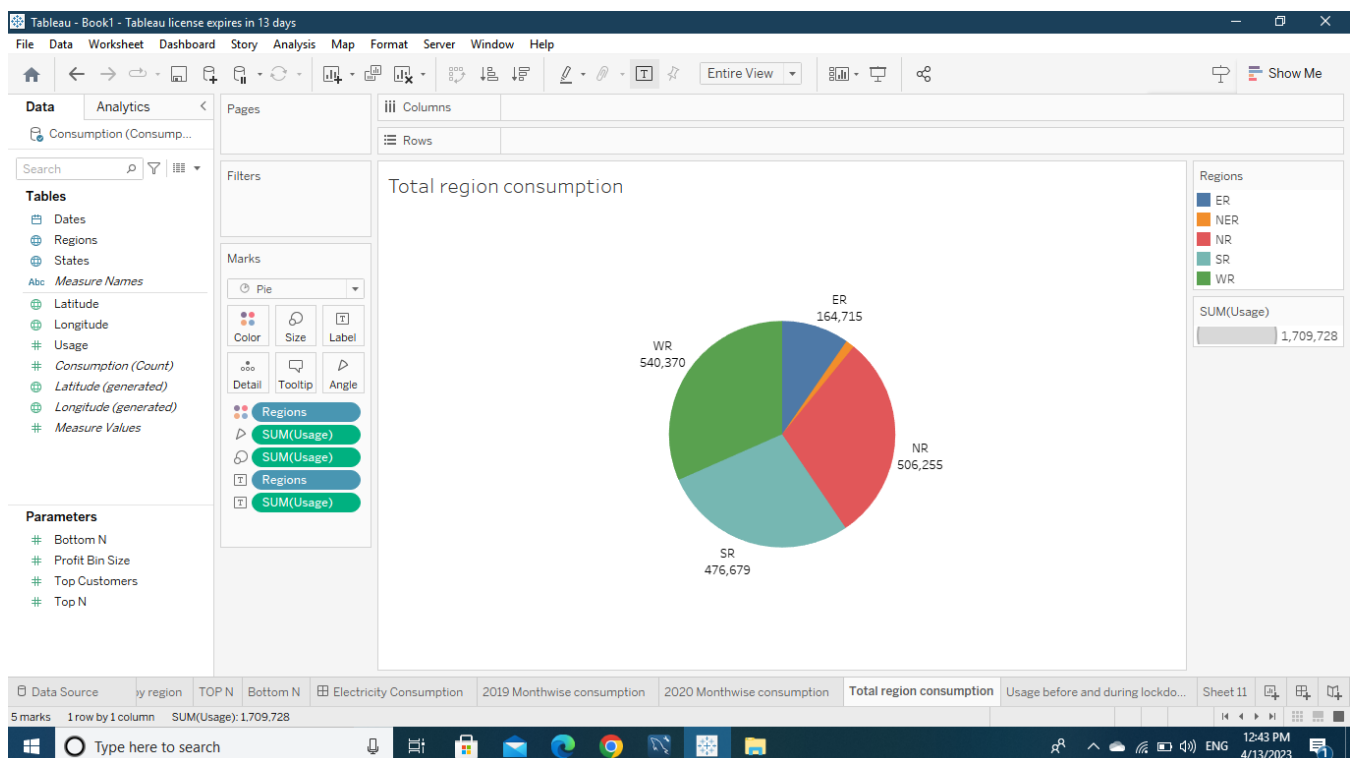 Tableau - Book1 - Tableau license expires in 13 days
File Data Worksheet Dashboard Story Analysis Map Format Server Window Help
Entire View
Show Me
Data Analytics
Consumption (Consump...
Search
Tables
Dates
Regions
States
Abc Measure Names
Latitude
Longitude
# Usage
# Consumption (Count)
Latitude (generated)
Longitude (generated)
# Measure Values
Parameters
# Bottom N
# Profit Bin Size
# Top Customers
# Top N
Pages
Filters
Marks
Pie
Color Size Label
Detail Tooltip Angle
Regions
SUM(Usage)
SUM(Usage)
Regions
SUM(Usage)
iii Columns
Rows
Total region consumption
ER
164,715
WR
540,370
NR
506,255
SR
476,679
Regions
ER
NER
NR
SR
WR
SUM(Usage)
1,709,728
Data Source by region TOP N Bottom N Electricity Consumption 2019 Monthwise consumption 2020 Monthwise consumption Total region consumption Usage before and during lockdo... Sheet 11
5 marks 1 row by 1 column SUM(Usage): 1,709,728
Type here to search
ENG
12:43 PM
4/13/2023